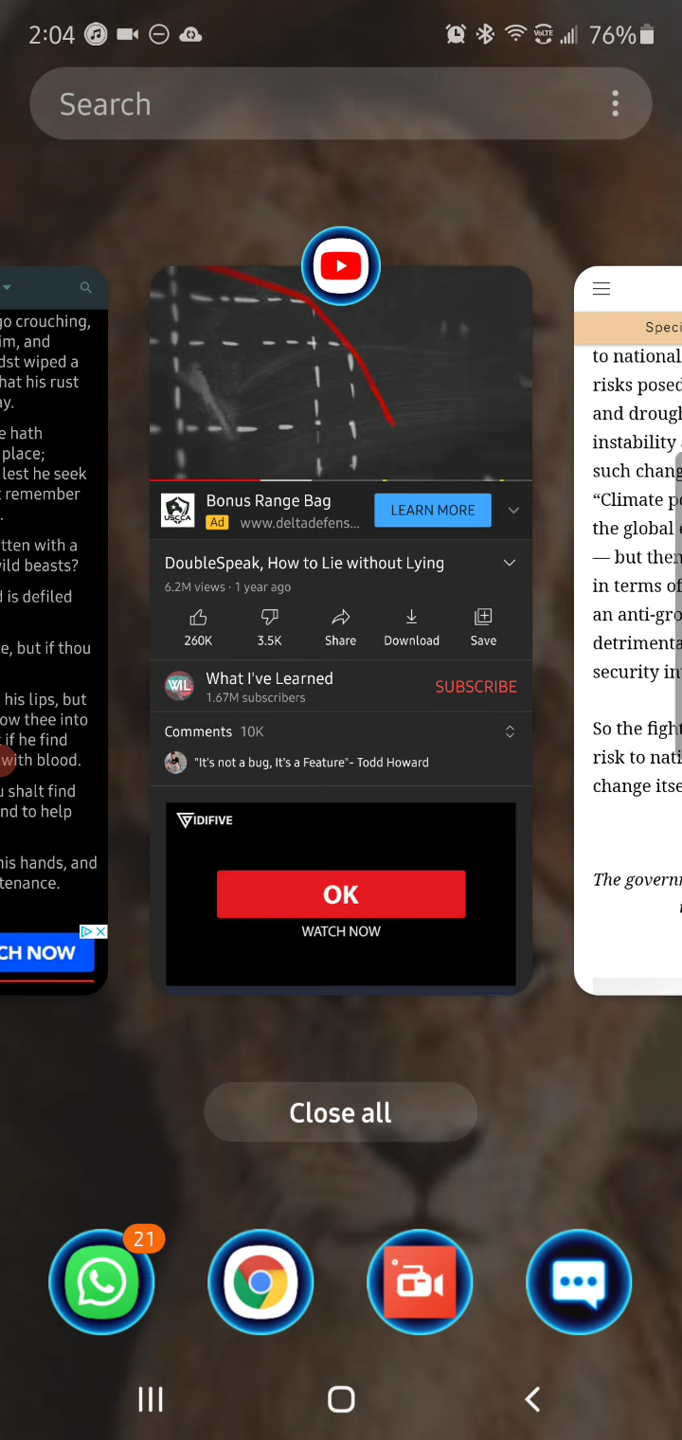 2:04
VoLTE
76%
Search
go crouching,
im, and
dst wiped a
hat his rust
ay.
e hath
place;
lest he seek
t remember
.
tten with a
vild beasts?
d is defiled
e, but if thou
his lips, but
ow thee into
if he find
with blood.
u shalt find
nd to help
his hands, and
tenance.
CH NOW
USCCA
Bonus Range Bag
Ad www.deltadefens...
LEARN MORE
DoubleSpeak, How to Lie without Lying
6.2M views · 1 year ago
260K
3.5K
Share
Download
Save
WIL
What I've Learned
1.67M subscribers
SUBSCRIBE
Comments 10K
"It's not a bug, It's a Feature"- Todd Howard
VIDIFIVE
OK
WATCH NOW
Speci
to national
risks posed
and drough
instability
such chang
“Climate po
the global e
— but then
in terms of
an anti-gro
detrimenta
security in
So the fight
risk to nati
change itse
The governm
Close all
21